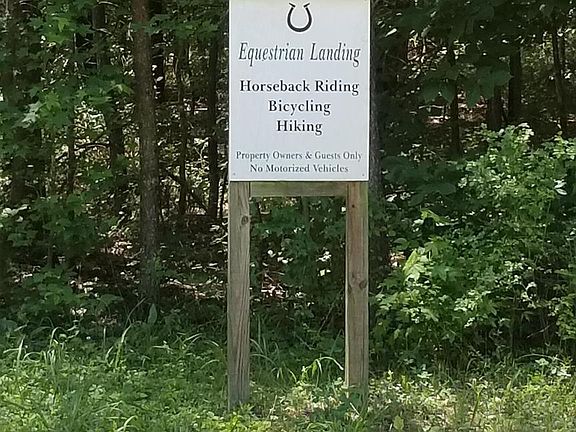 Equestrian Landing
Horseback Riding
Bicycling
Hiking
Property Owners & Guests Only
No Motorized Vehicles